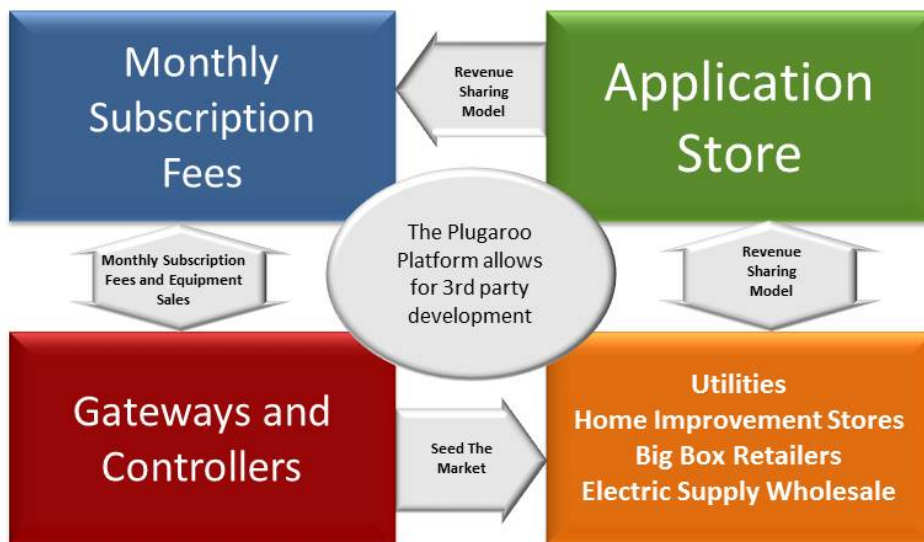 Monthly
Subscription
Fees
Revenue
Sharing
Model
Application
Store
The Plugaroo
Platform allows
for 3rd party
development
Monthly Subscription
Fees and Equipment
Sales
Revenue
Sharing
Model
Gateways and
Controllers
Seed The
Market
Utilities
Home Improvement Stores
Big Box Retailers
Electric Supply Wholesale